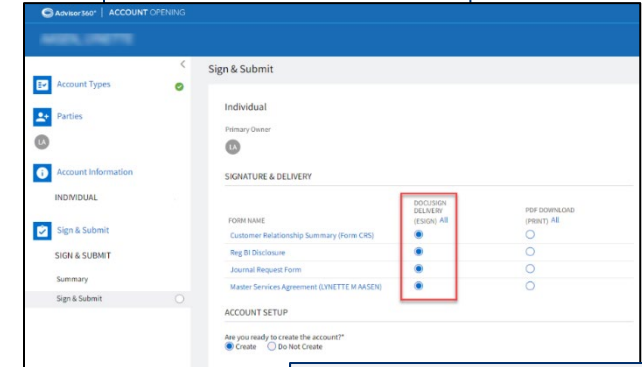 Adviser360° | ACCOUNT OPENING
Sign & Submit
Account Types
Individual
Parties
Primary Owner
LA
LA
Account Information
SIGNATURE & DELIVERY
INDIVIDUAL
DOCUSIGN
DELIVERY
(ESIGN) All
PDF DOWNLOAD
(PRINT) All
FORM NAME
Sign & Submit
Customer Relationship Summary (Form CRS)
SIGN & SUBMIT
Reg BI Disclosure
Journal Request Form
Summary
Master Services Agreement (LYNETTE M AASEN)
Sign & Submit
ACCOUNT SETUP
Are you ready to create the account?*
Create Do Not Create